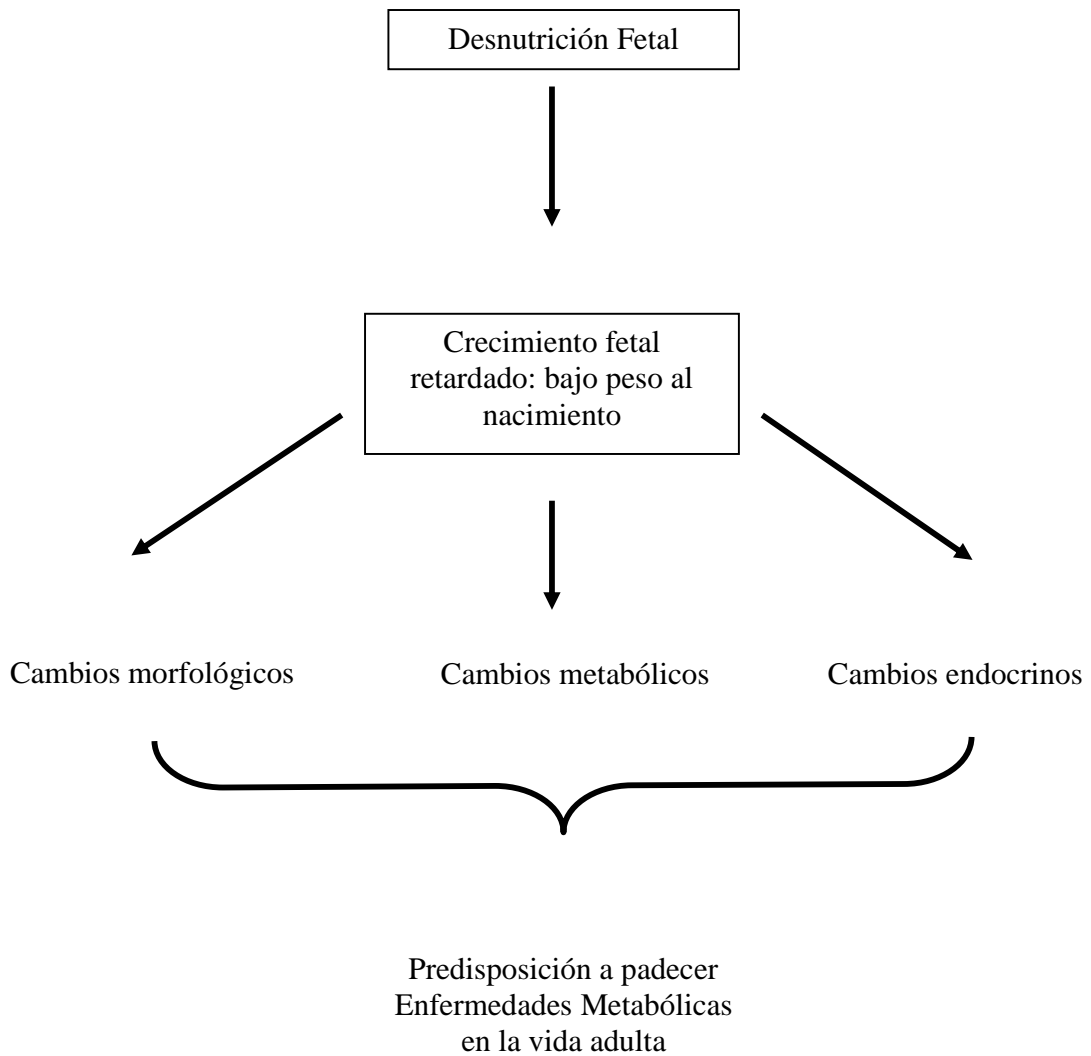 Desnutrición Fetal
Crecimiento fetal
retardado: bajo peso al
nacimiento
Cambios morfológicos
Cambios metabólicos
Cambios endocrinos
Predisposición a padecer
Enfermedades Metabólicas
en la vida adulta